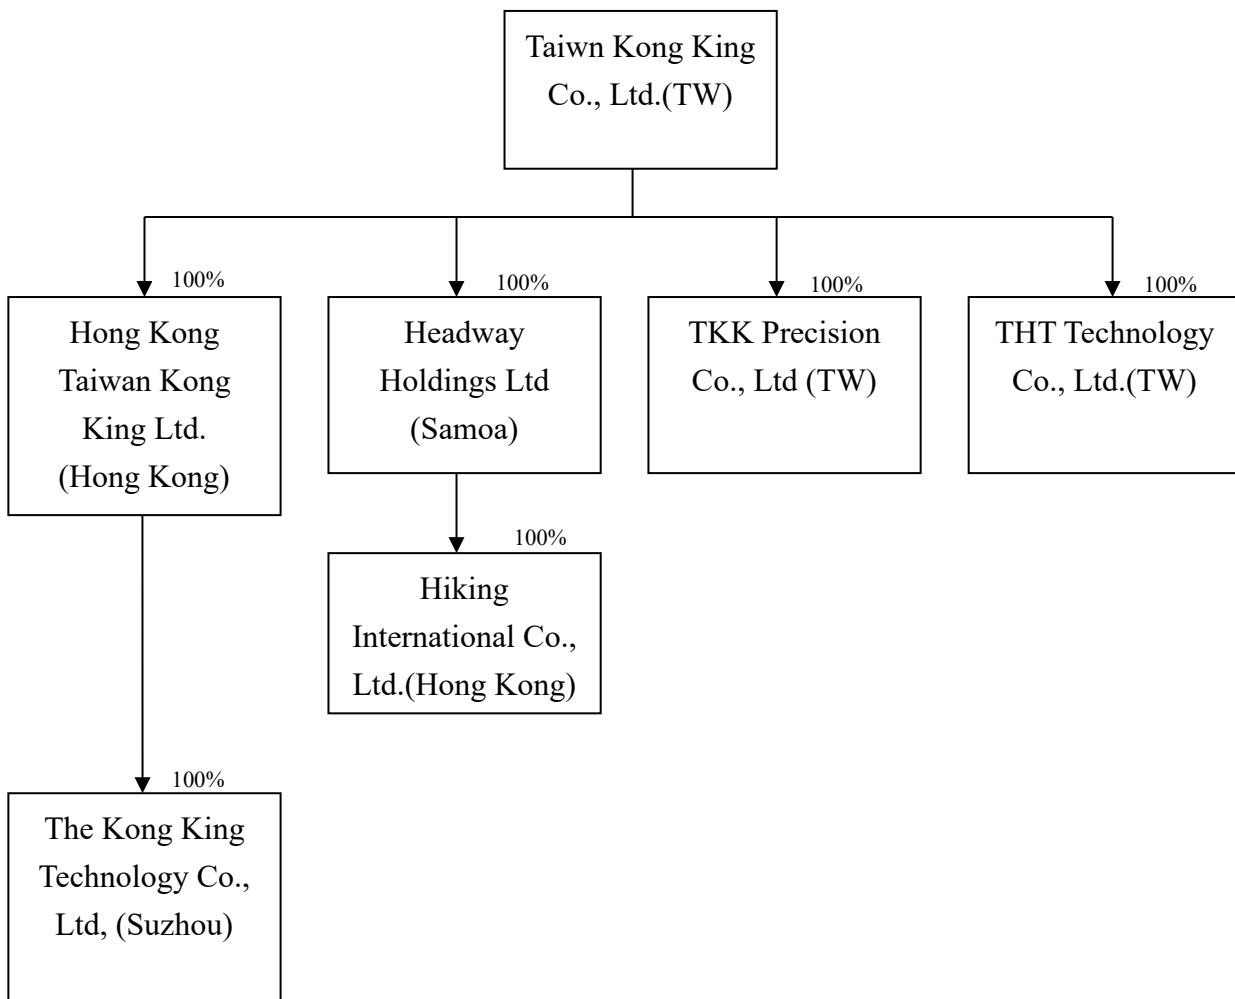 Taiwn Kong King
Co., Ltd.(TW)
100%
100%
100%
100%
Hong Kong
Taiwan Kong
King Ltd.
(Hong Kong)
Headway
Holdings Ltd
(Samoa)
TKK Precision
Co., Ltd (TW)
THT Technology
Co., Ltd.(TW)
100%
Hiking
International Co.,
Ltd.(Hong Kong)
100%
The Kong King
Technology Co.,
Ltd, (Suzhou)